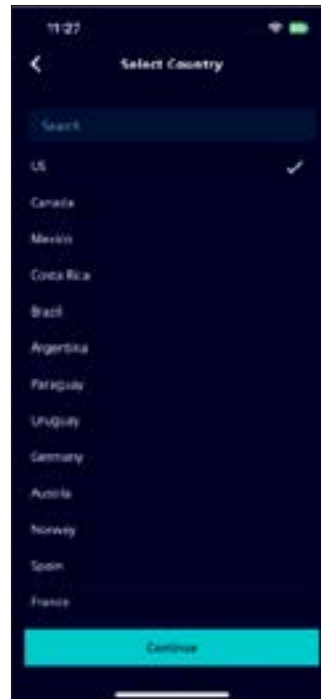 11:27
Select Country
Search
US
Canada
Mexico
Costa Rica
Brazil
Argentina
Paraguay
Uruguay
Germany
Norway
Spain
France
Continue